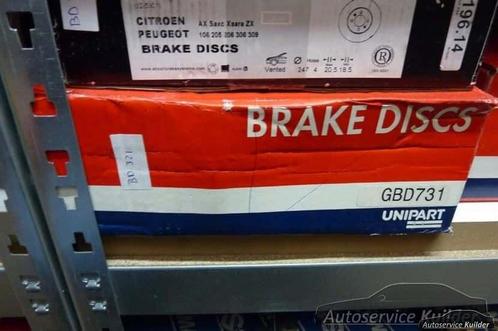 CITROEN AX Saxo Xsara ZX
PEUGEOT 106 205 206 306 309
BRAKE DISCS
Vented 247 4 20.5 18.5
196.14
BRAKE DISCS
BD 321
GBD731
UNIPART
Autoservice Kuilder
Autoservice Kuilder